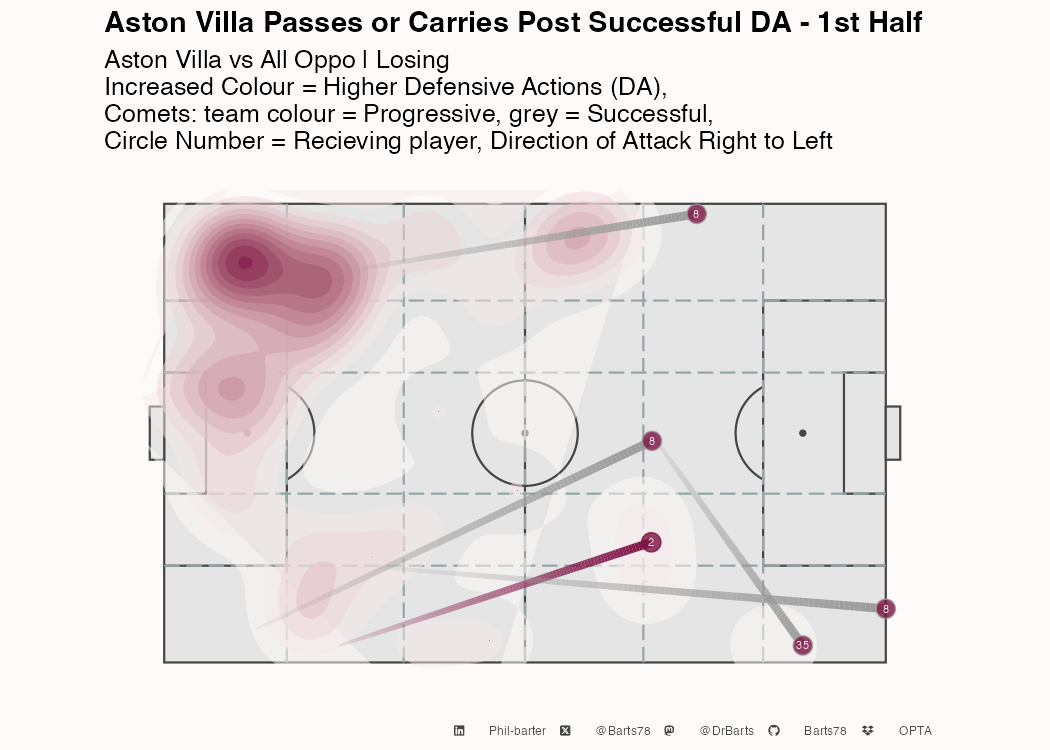 Aston Villa Passes or Carries Post Successful DA - 1st Half
Aston Villa vs All Oppo | Losing
Increased Colour = Higher Defensive Actions (DA),
Comets: team colour = Progressive, grey = Successful,
Circle Number = Recieving player, Direction of Attack Right to Left
8
8
2
8
35
Phil-barter @Barts78 @DrBarts Barts78 OPTA